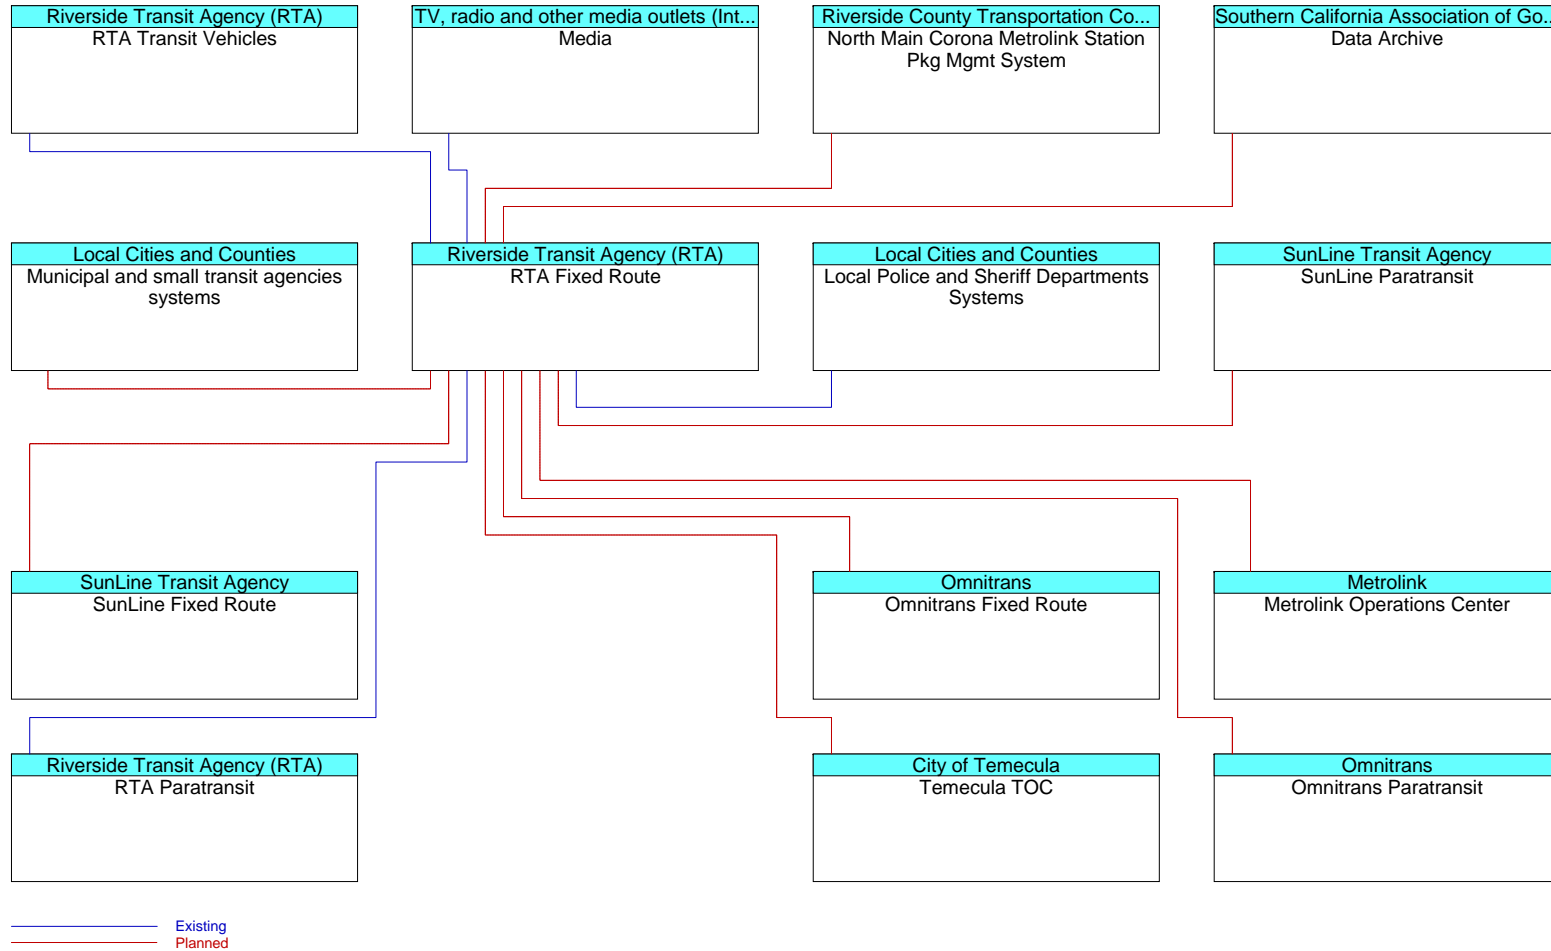 Riverside Transit Agency (RTA)
RTA Transit Vehicles
TV, radio and other media outlets (Int...
Media
Riverside County Transportation Co...
North Main Corona Metrolink Station
Pkg Mgmt System
Southern California Association of Go...
Data Archive
Local Cities and Counties
Municipal and small transit agencies
systems
Riverside Transit Agency (RTA)
RTA Fixed Route
Local Cities and Counties
Local Police and Sheriff Departments
Systems
SunLine Transit Agency
SunLine Paratransit
SunLine Transit Agency
SunLine Fixed Route
Omnitrans
Omnitrans Fixed Route
Metrolink
Metrolink Operations Center
Riverside Transit Agency (RTA)
RTA Paratransit
City of Temecula
Temecula TOC
Omnitrans
Omnitrans Paratransit
Existing
Planned